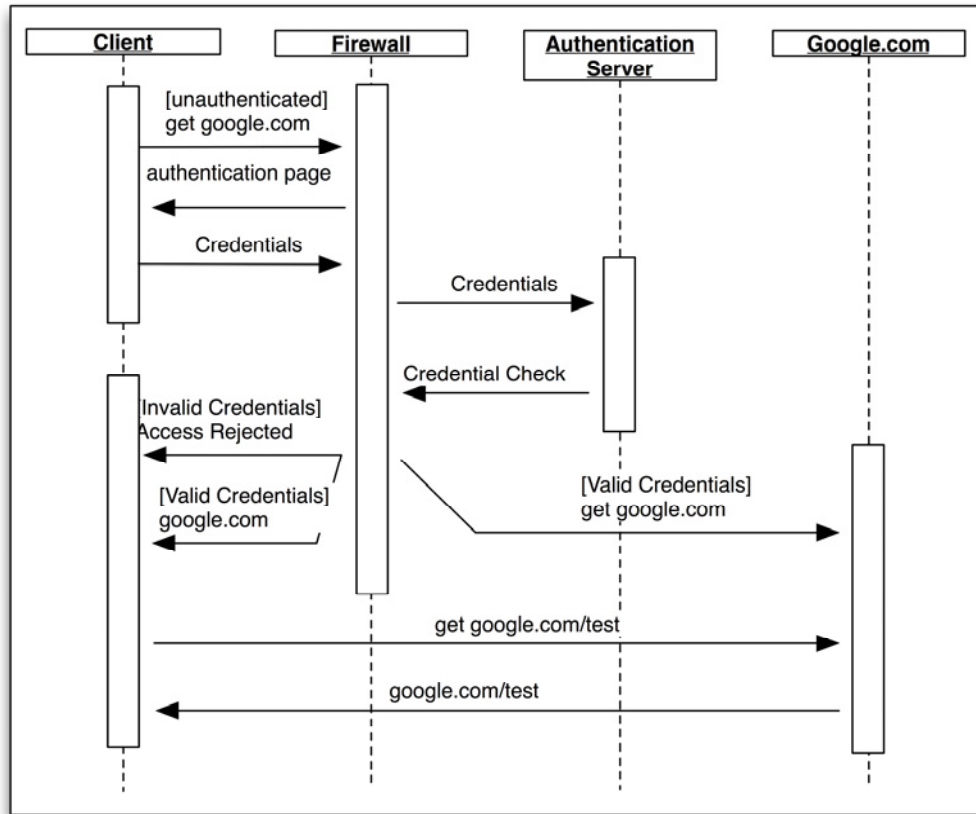 Client
Firewall
Authentication
Server
Google.com
[unauthenticated]
get google.com
authentication page
Credentials
Credentials
Credential Check
[Invalid Credentials]
Access Rejected
[Valid Credentials]
google.com
[Valid Credentials]
get google.com
get google.com/test
google.com/test